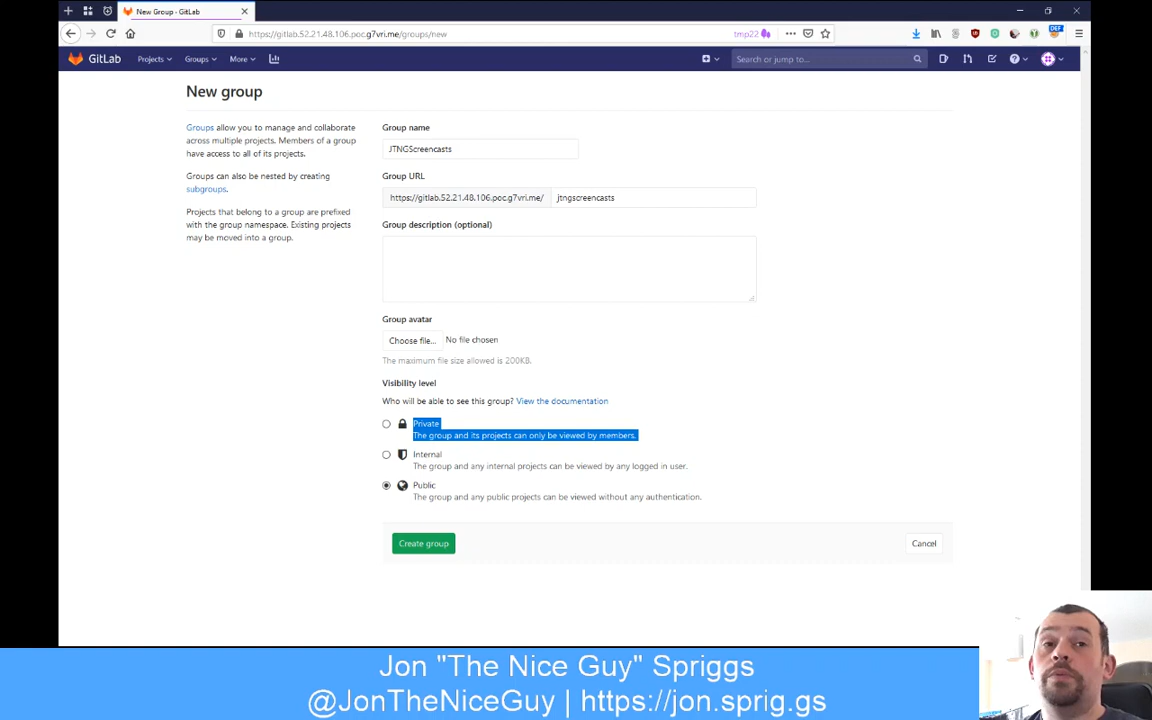 New Group - GitLab
https://gitlab.52.21.48.106.poc.g7vri.me/groups/new
tmp22
DEF
GitLab Projects Groups More
Search or jump to...
New group
Groups allow you to manage and collaborate
across multiple projects. Members of a group
have access to all of its projects.
Groups can also be nested by creating
subgroups.
Projects that belong to a group are prefixed
with the group namespace. Existing projects
may be moved into a group.
Group name
JTNGScreencasts
Group URL
https://gitlab.52.21.48.106.poc.g7vri.me/ jtngscreencasts
Group description (optional)
Group avatar
Choose file... No file chosen
The maximum file size allowed is 200KB.
Visibility level
Who will be able to see this group? View the documentation
Private
The group and its projects can only be viewed by members.
Internal
The group and any internal projects can be viewed by any logged in user.
Public
The group and any public projects can be viewed without any authentication.
Create group Cancel
Jon "The Nice Guy" Spriggs
@JonTheNiceGuy | https://jon.sprig.gs